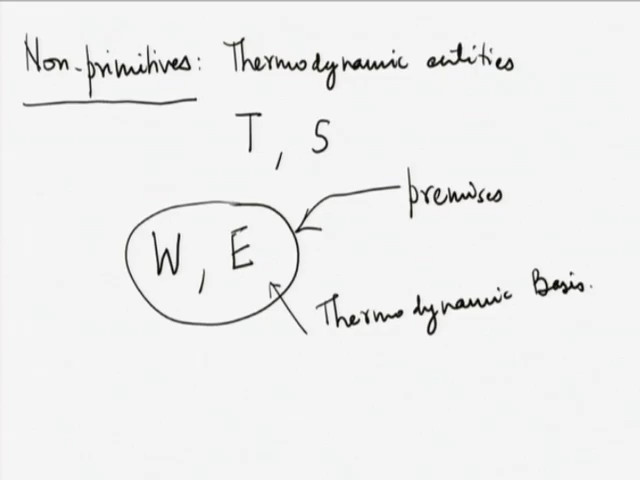 Non-primitives: Thermodynamic entities
T, S
premises
W, E
Thermodynamic Basis.